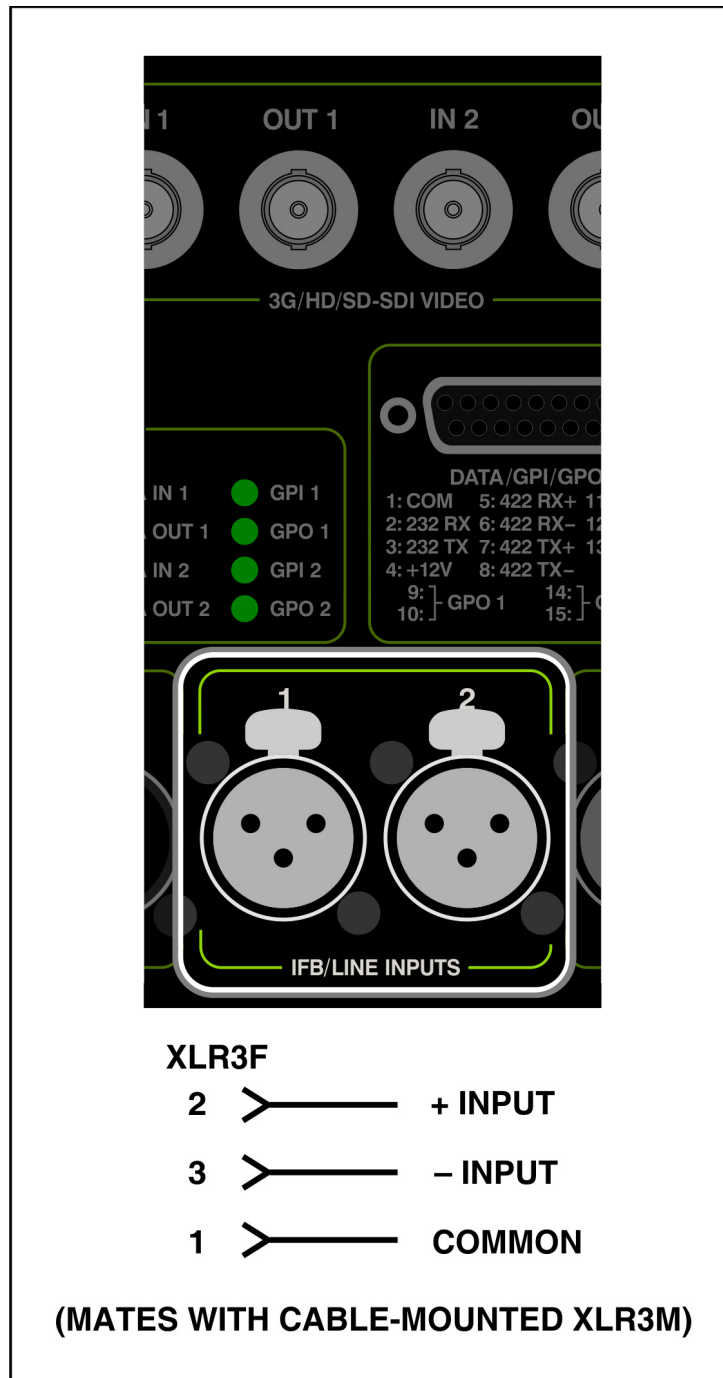 1 OUT 1 IN 2
3G/HD/SD-SDI VIDEO
IN 1 GPI 1
OUT 1 GPO 1
IN 2 GPI 2
OUT 2 GPO 2
DATA/GPI/GPO
1: COM 5: 422 RX+
2: 232 RX 6: 422 RX–
3: 232 TX 7: 422 TX+
4: +12V 8: 422 TX–
9: 14:
10: GPO 1 15:
1 2
IFB/LINE INPUTS
XLR3F
2 + INPUT
3 – INPUT
1 COMMON
(MATES WITH CABLE-MOUNTED XLR3M)